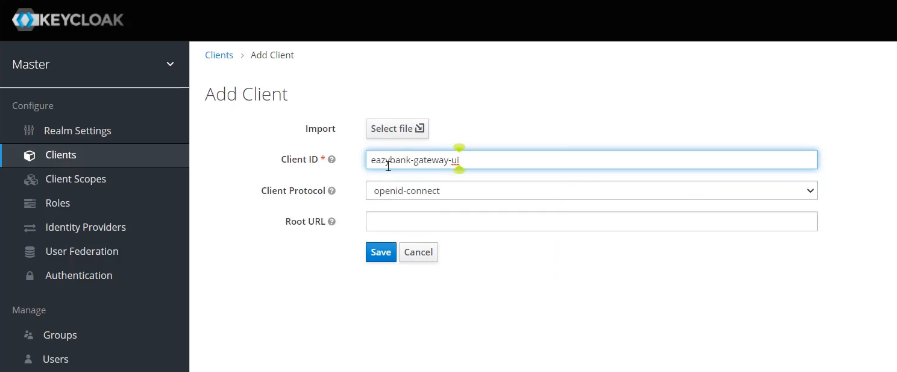 KEYCLOAK
Master
Clients > Add Client
Configure
Add Client
Realm Settings
Import Select file
Clients
Client ID * eazybank-gateway-ui
Client Scopes
Client Protocol openid-connect
Roles
Root URL
Identity Providers
Save Cancel
User Federation
Authentication
Manage
Groups
Users